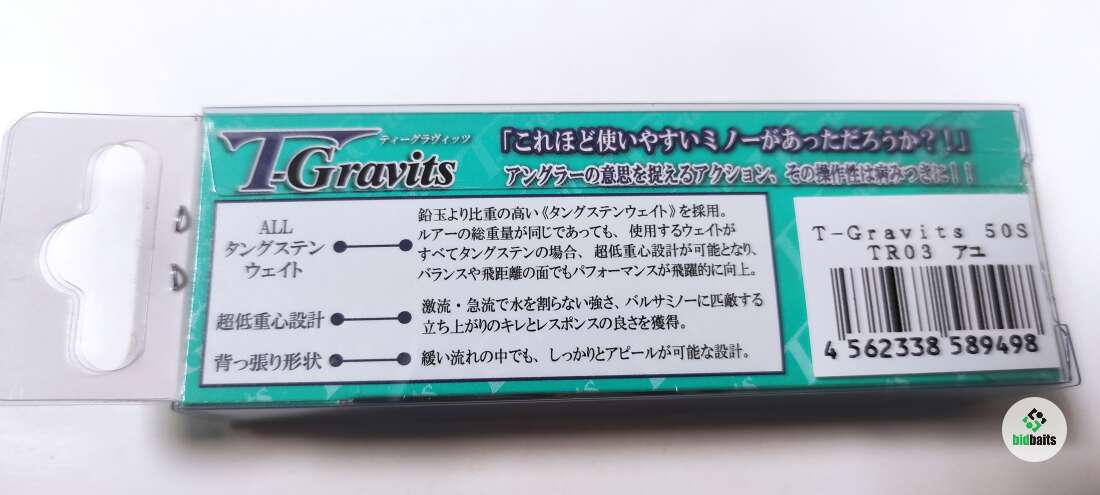 ティーグラヴィッツ
T-Gravits
「これほど使いやすいミノーがあっただろうか？！」
アングラーの意思を捉えるアクション、その操作性は病みつきに！！
ALL
タングステン
ウェイト
鉛玉より比重の高い《タングステンウェイト》を採用。
ルアーの総重量が同じであっても、使用するウェイトが
すべてタングステンの場合、超低重心設計が可能となり、
バランスや飛距離の面でもパフォーマンスが飛躍的に向上。
超低重心設計
激流・急流で水を割らない強さ、バルサミノーに匹敵する
立ち上がりのキレとレスポンスの良さを獲得。
背っ張り形状
緩い流れの中でも、しっかりとアピールが可能な設計。
T-Gravits 50S
TR03 アユ
4 562338 589498
bidbaits